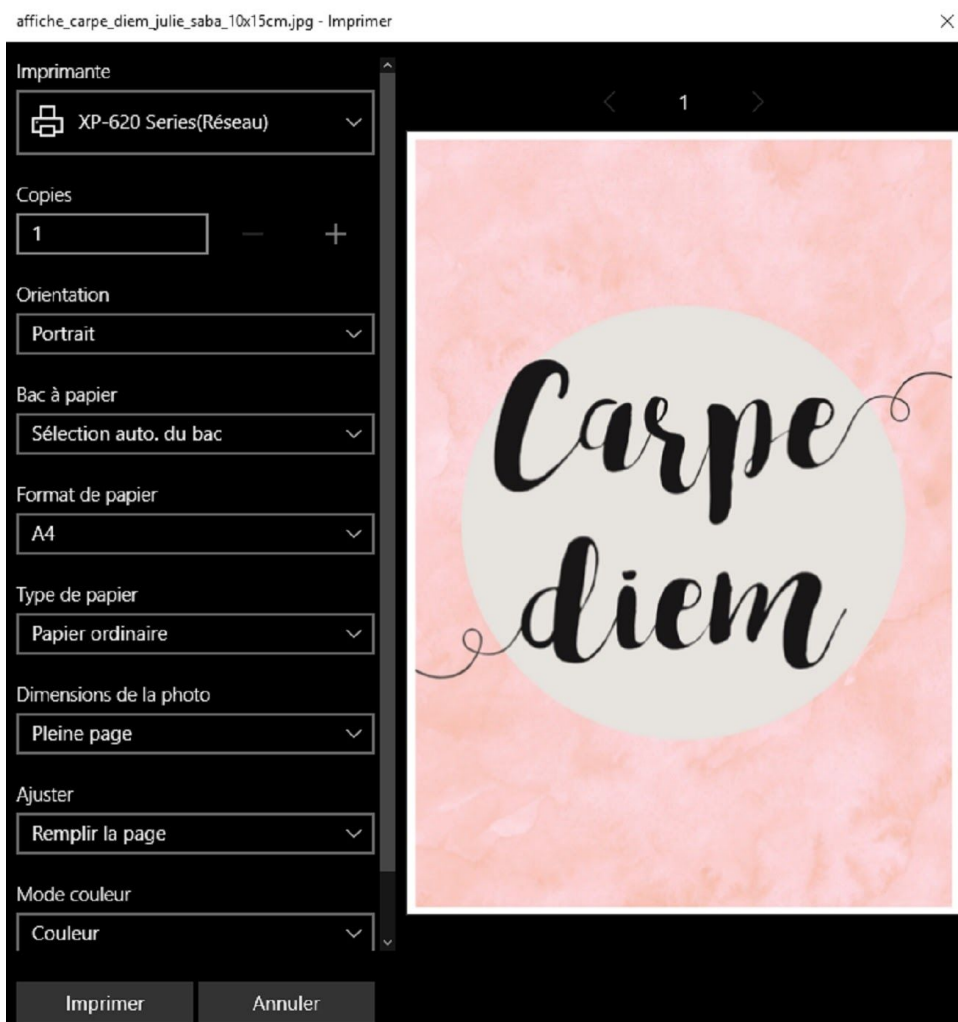 affiche_carpe_diem_julie_saba_10x15cm.jpg - Imprimer
Imprimante
XP-620 Series(Réseau)
Copies
1
Orientation
Portrait
Bac à papier
Sélection auto. du bac
Format de papier
A4
Type de papier
Papier ordinaire
Dimensions de la photo
Pleine page
Ajuster
Remplir la page
Mode couleur
Couleur
Imprimer Annuler
1
Carpe
diem